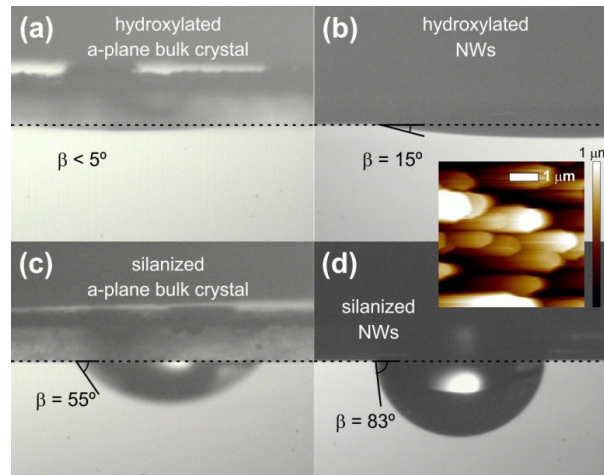 (a)
hydroxylated
a-plane bulk crystal
β < 5º
(b)
hydroxylated
NWs
β = 15º
1 µm
1 µm
(c)
silanized
a-plane bulk crystal
β = 55º
(d)
silanized
NWs
β = 83º